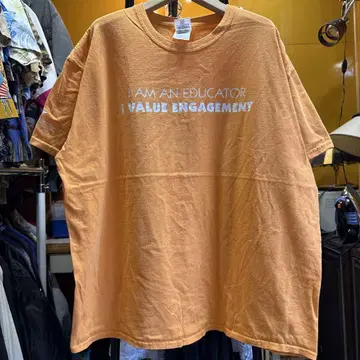 I AM AN EDUCATOR
I VALUE ENGAGEMENT